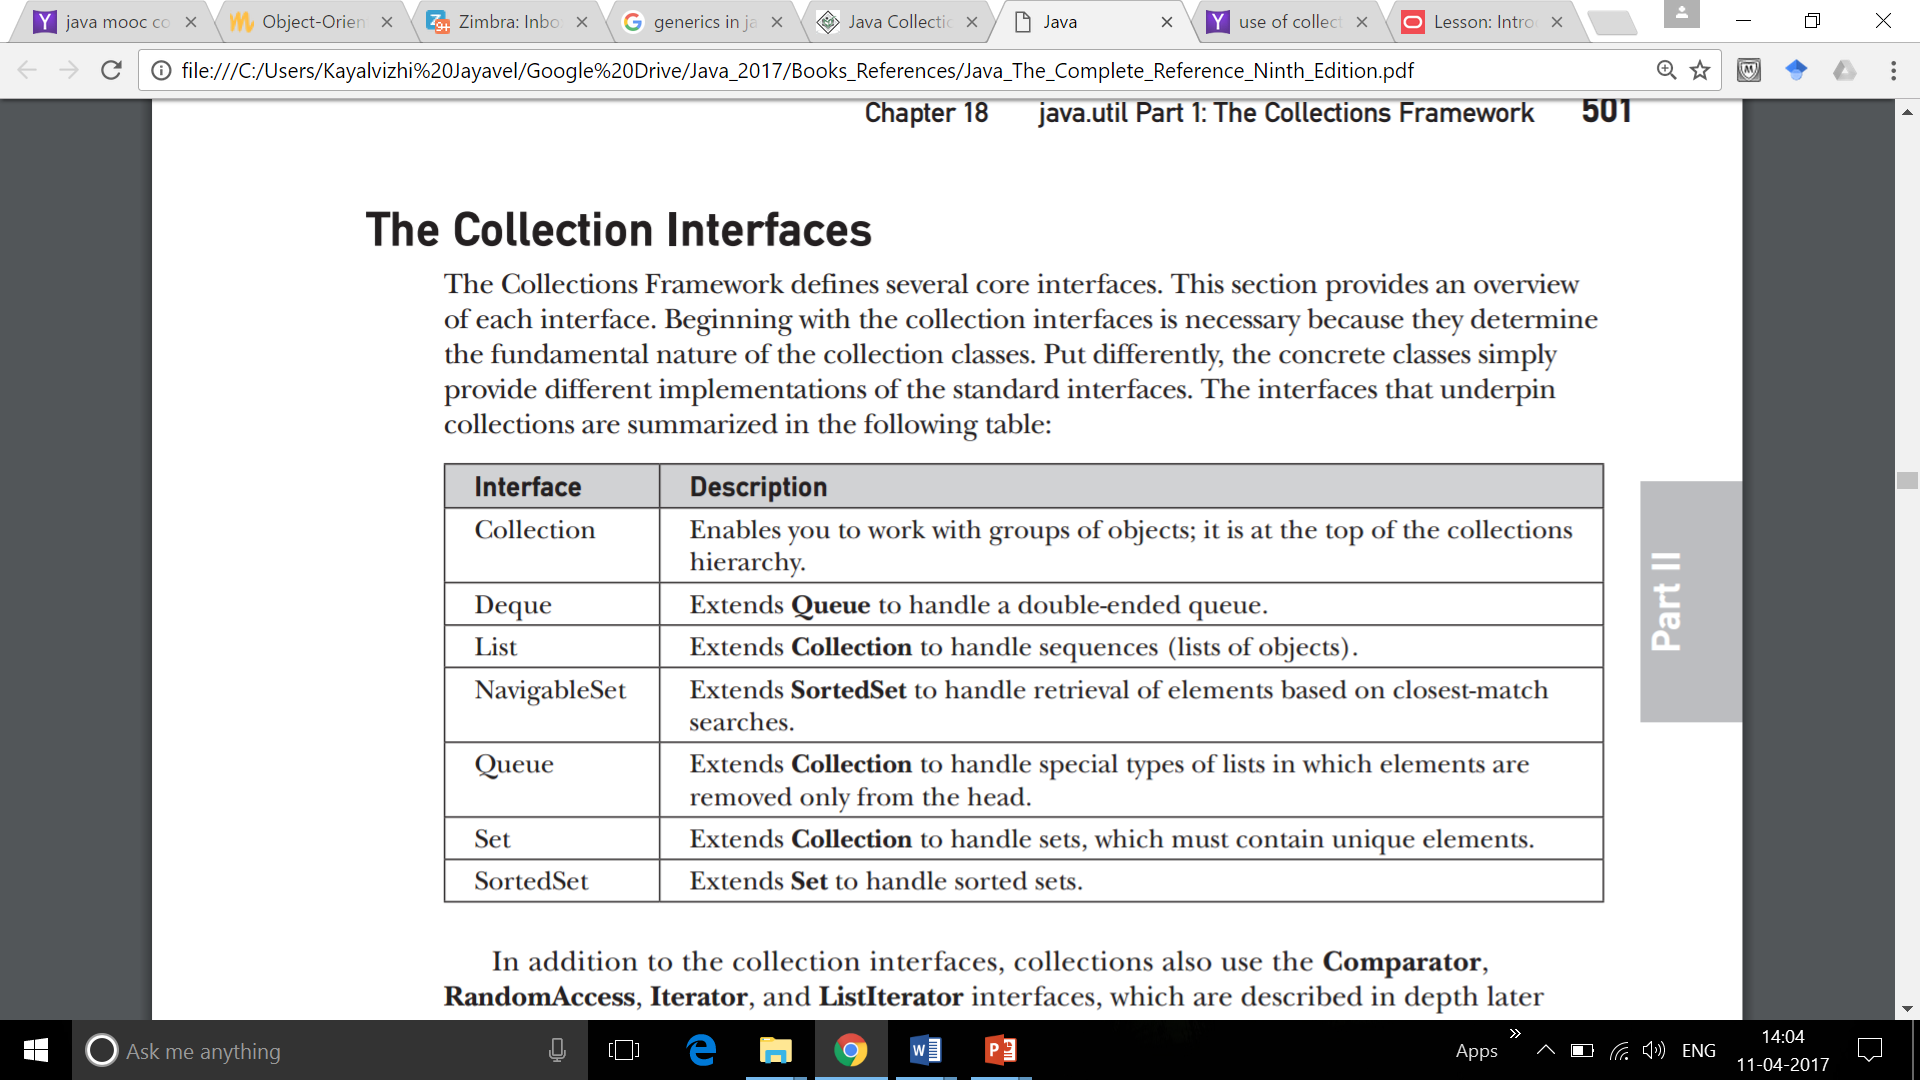 java mooc co
Object-Orien
Zimbra: Inbo
generics in ja
Java Collectio
Java
use of collect
Lesson: Intro
file:///C:/Users/Kayalvizhi%20Jayavel/Google%20Drive/Java_2017/Books_References/Java_The_Complete_Reference_Ninth_Edition.pdf
Chapter 18 java.util Part 1: The Collections Framework 501
The Collection Interfaces
The Collections Framework defines several core interfaces. This section provides an overview
of each interface. Beginning with the collection interfaces is necessary because they determine
the fundamental nature of the collection classes. Put differently, the concrete classes simply
provide different implementations of the standard interfaces. The interfaces that underpin
collections are summarized in the following table:
Interface Description
Collection Enables you to work with groups of objects; it is at the top of the collections
hierarchy.
Deque Extends Queue to handle a double-ended queue.
List Extends Collection to handle sequences (lists of objects).
NavigableSet Extends SortedSet to handle retrieval of elements based on closest-match
searches.
Queue Extends Collection to handle special types of lists in which elements are
removed only from the head.
Set Extends Collection to handle sets, which must contain unique elements.
SortedSet Extends Set to handle sorted sets.
Part II
In addition to the collection interfaces, collections also use the Comparator,
RandomAccess, Iterator, and ListIterator interfaces, which are described in depth later
Ask me anything
Apps
ENG
14:04
11-04-2017